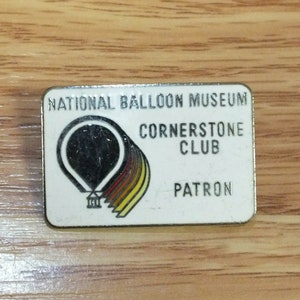 NATIONAL BALLOON MUSEUM
CORNERSTONE
CLUB
PATRON